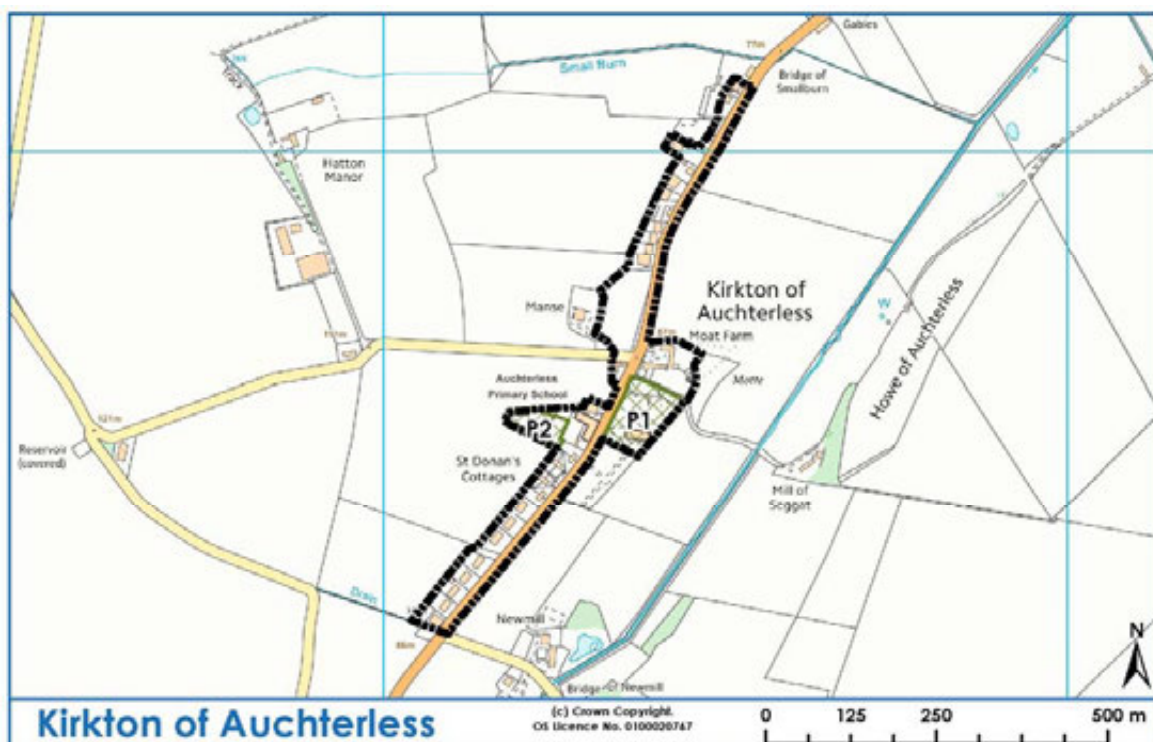 Gables
77m
Bridge of
Smallburn
Small Burn
Hatton
Manor
Kirkton of
Auchterless
Manse
Moat Farm
Motte
Howe of Auchterless
W
Auchterless
Primary School
P1
P2
Reservoir
(covered)
St Donan's
Cottages
Mill of
Seggat
Drain
Newmill
Bridge of Newmill
N
Kirkton of Auchterless
(c) Crown Copyright.
OS Licence No. 0100020767
0 125 250 500 m